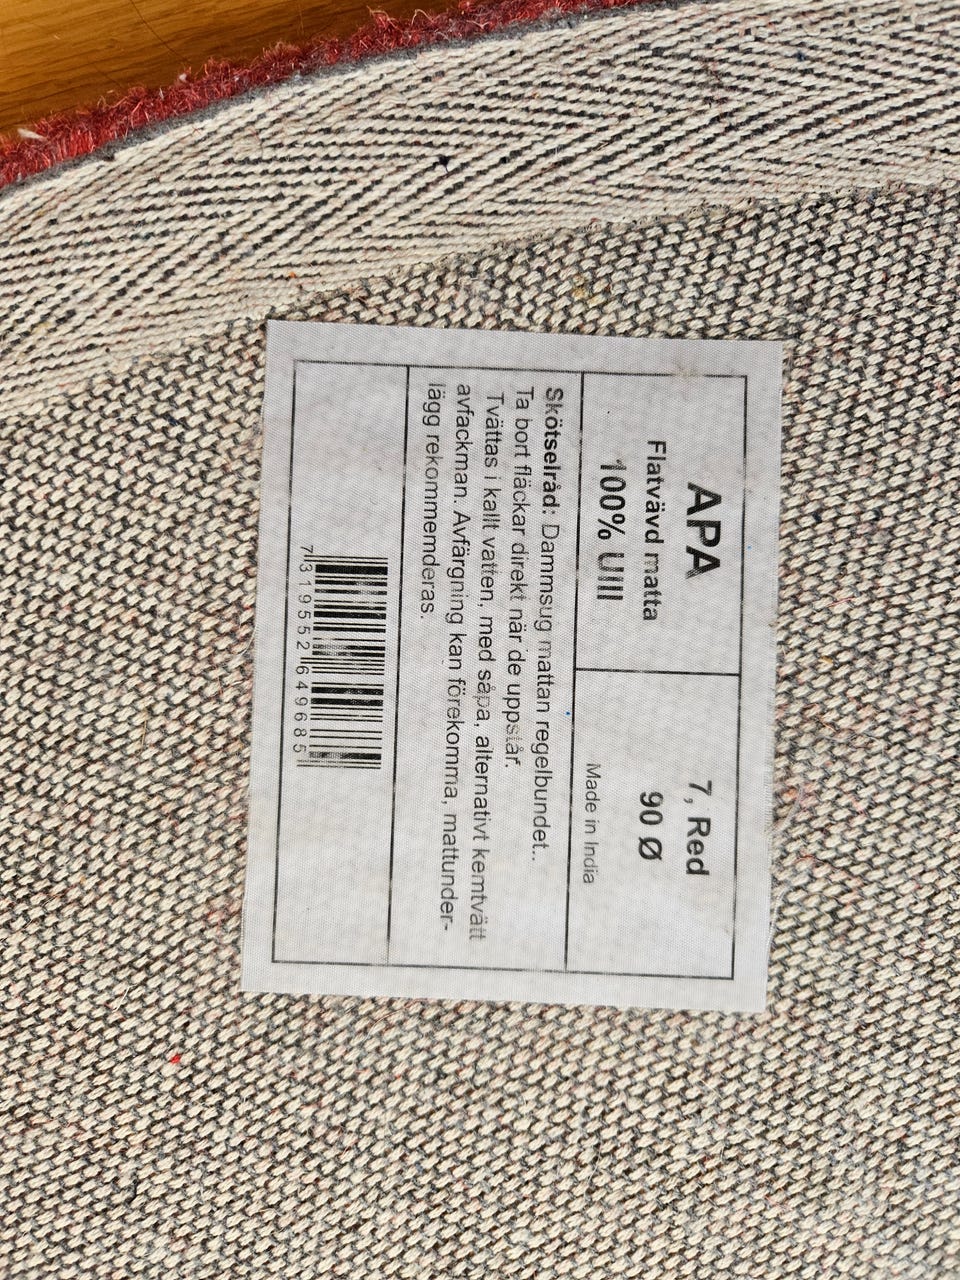 APA
Flatvävd matta
100% Ull
7, Red
90 Ø
Made in India
Skötselråd: Dammsug mattan regelbundet..
Ta bort fläckar direkt när de uppstår.
Tvättas i kallt vatten, med såpa, alternativt kemtvätt
avfackman. Avfärgning kan förekomma, mattunder-
lägg rekommemderas.
7319552649685